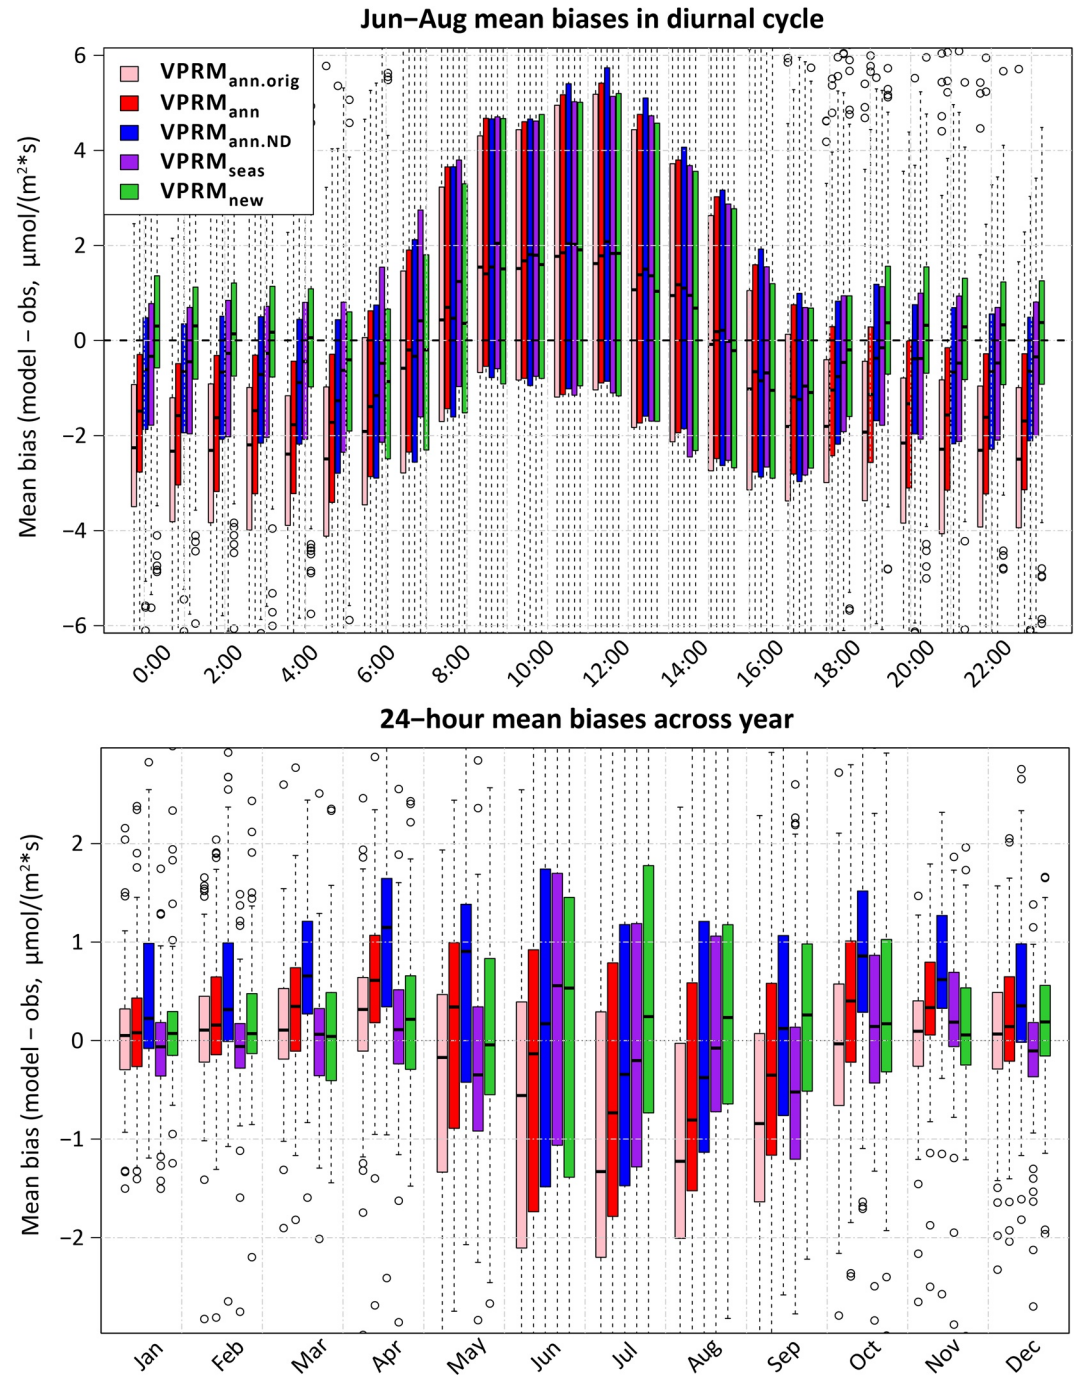 Jun−Aug mean biases in diurnal cycle
Mean bias (model − obs, μmol/(m²*s)
6
4
2
0
−2
−4
−6
VPRMann.orig
VPRMann
VPRMann.ND
VPRMseas
VPRMnew
0:00 2:00 4:00 6:00 8:00 10:00 12:00 14:00 16:00 18:00 20:00 22:00
24−hour mean biases across year
Mean bias (model − obs, μmol/(m²*s)
2
1
0
−1
−2
Jan Feb Mar Apr May Jun Jul Aug Sep Oct Nov Dec